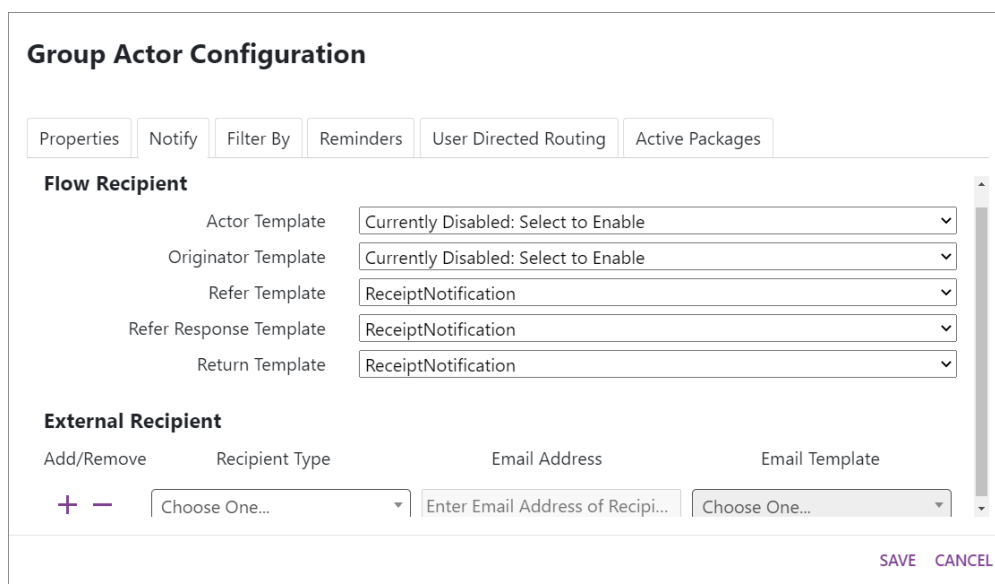 Group Actor Configuration
Properties Notify Filter By Reminders User Directed Routing Active Packages
Flow Recipient
Actor Template Currently Disabled: Select to Enable
Originator Template Currently Disabled: Select to Enable
Refer Template ReceiptNotification
Refer Response Template ReceiptNotification
Return Template ReceiptNotification
External Recipient
Add/Remove Recipient Type Email Address Email Template
Choose One... Enter Email Address of Recipi... Choose One...
SAVE CANCEL